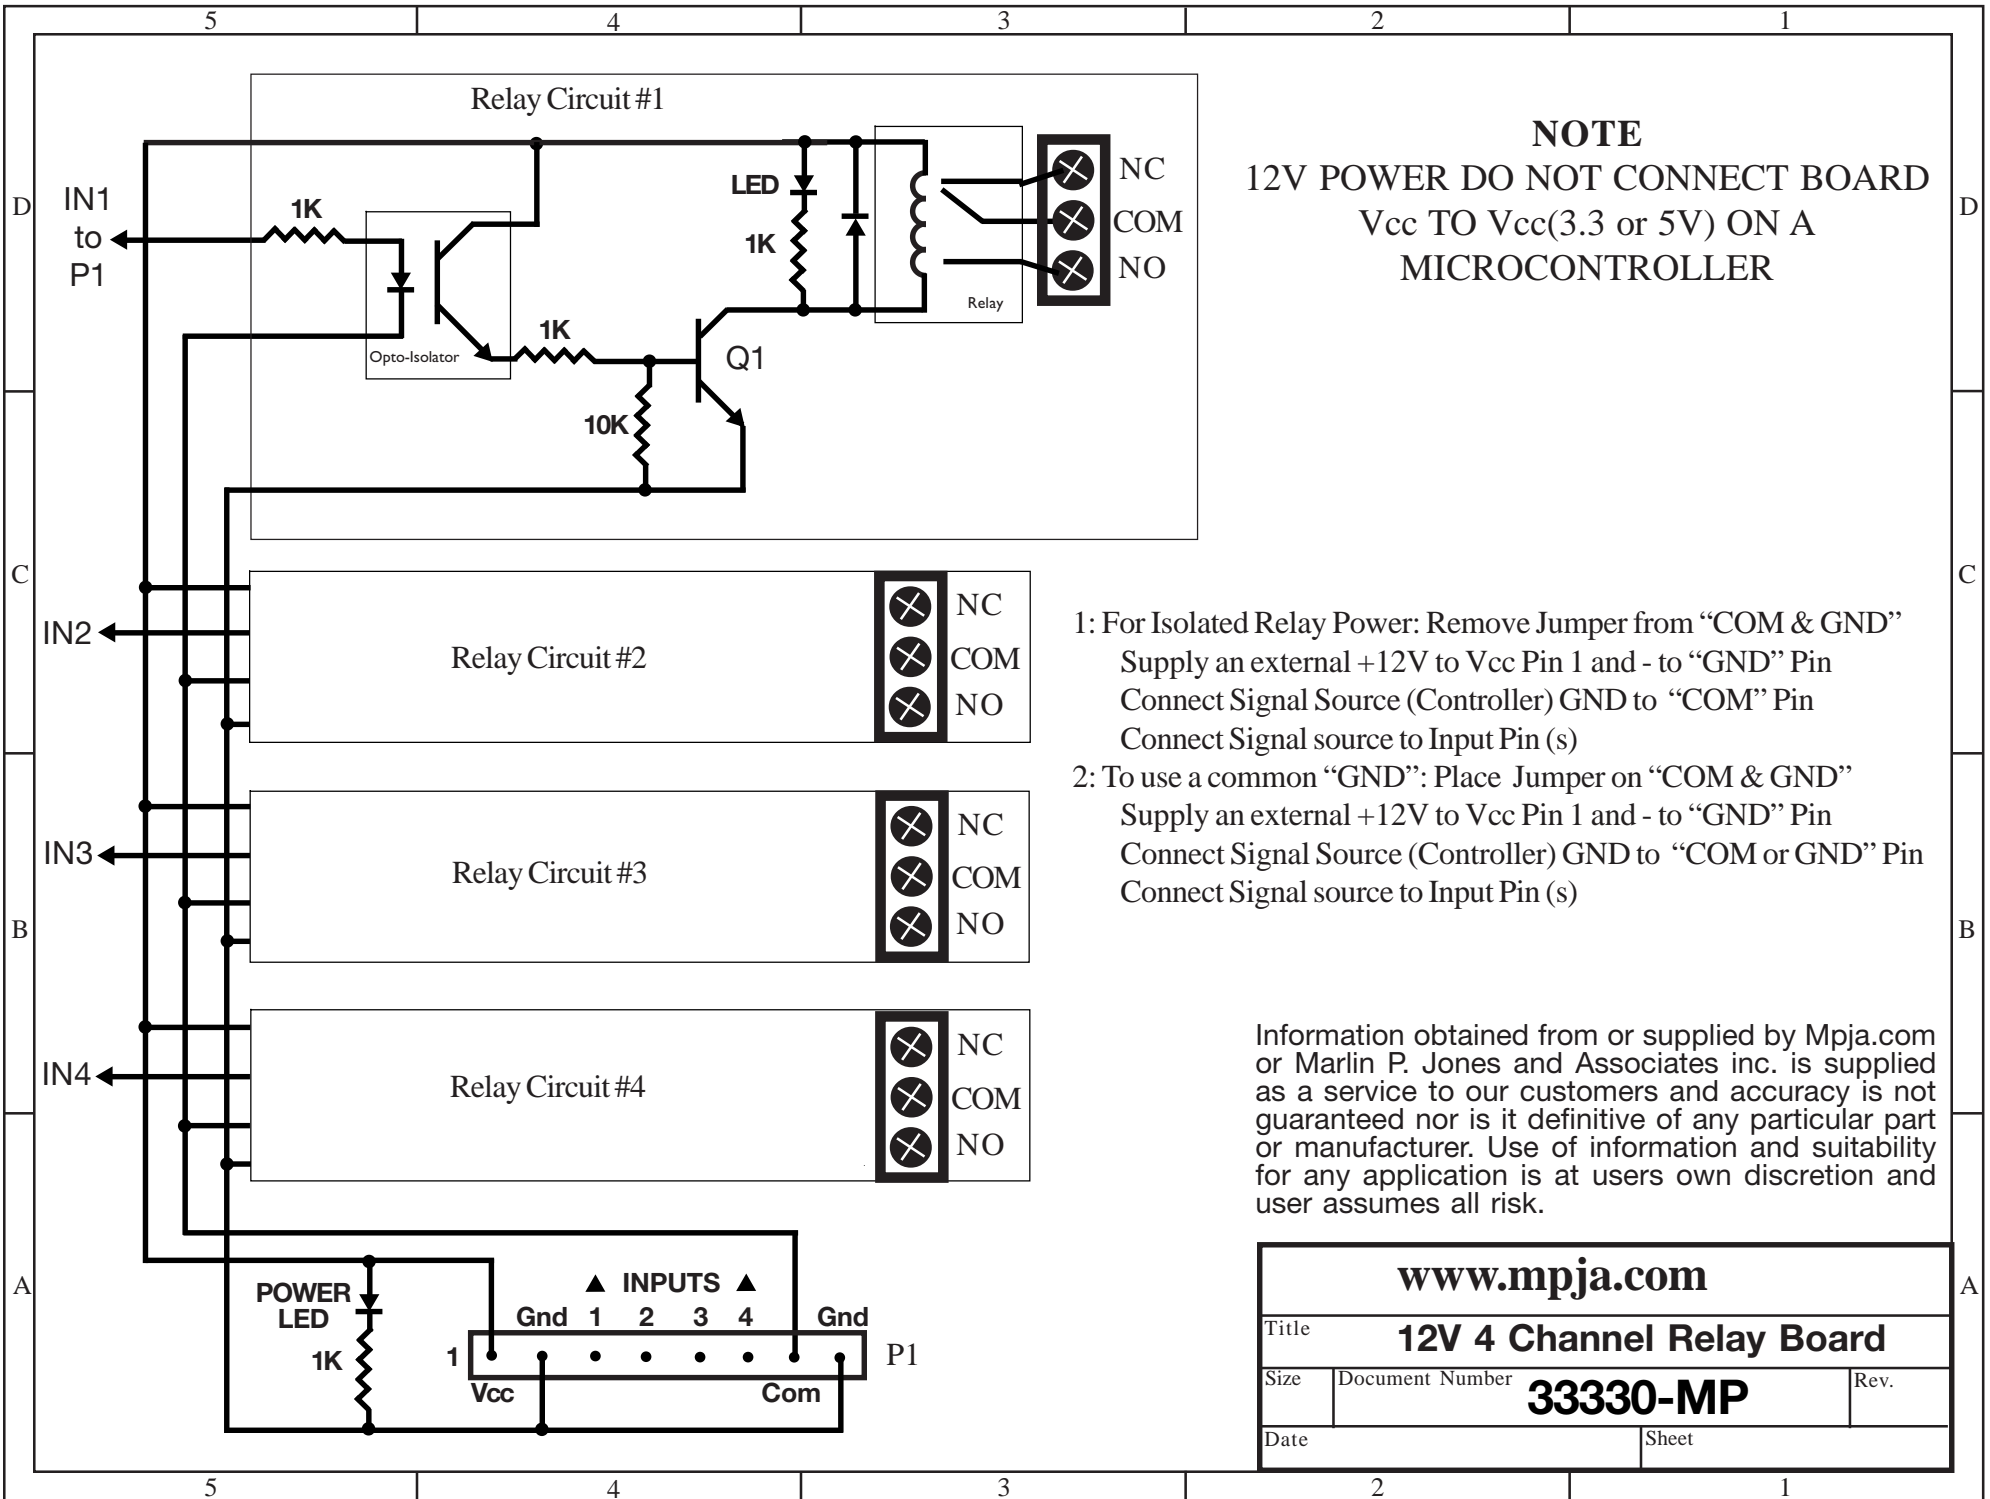 5 4 3 2 1
Relay Circuit #1
IN1
to
P1
1K
Opto-Isolator
1K
10K
Q1
LED
1K
Relay
NC
COM
NO
NOTE
12V POWER DO NOT CONNECT BOARD
Vcc TO Vcc(3.3 or 5V) ON A
MICROCONTROLLER
D D
C C
IN2
Relay Circuit #2
NC
COM
NO
1: For Isolated Relay Power: Remove Jumper from “COM & GND”
Supply an external +12V to Vcc Pin 1 and - to “GND” Pin
Connect Signal Source (Controller) GND to “COM” Pin
Connect Signal source to Input Pin (s)
2: To use a common “GND”: Place Jumper on “COM & GND”
Supply an external +12V to Vcc Pin 1 and - to “GND” Pin
Connect Signal Source (Controller) GND to “COM or GND” Pin
Connect Signal source to Input Pin (s)
IN3
Relay Circuit #3
NC
COM
NO
B B
IN4
Relay Circuit #4
NC
COM
NO
Information obtained from or supplied by Mpja.com
or Marlin P. Jones and Associates inc. is supplied
as a service to our customers and accuracy is not
guaranteed nor is it definitive of any particular part
or manufacturer. Use of information and suitability
for any application is at users own discretion and
user assumes all risk.
A A
POWER
LED
1K
▲ INPUTS ▲
Gnd 1 2 3 4 Gnd
1 P1
Vcc Com
www.mpja.com
Title 12V 4 Channel Relay Board
Size Document Number 33330-MP Rev.
Date Sheet
5 4 3 2 1